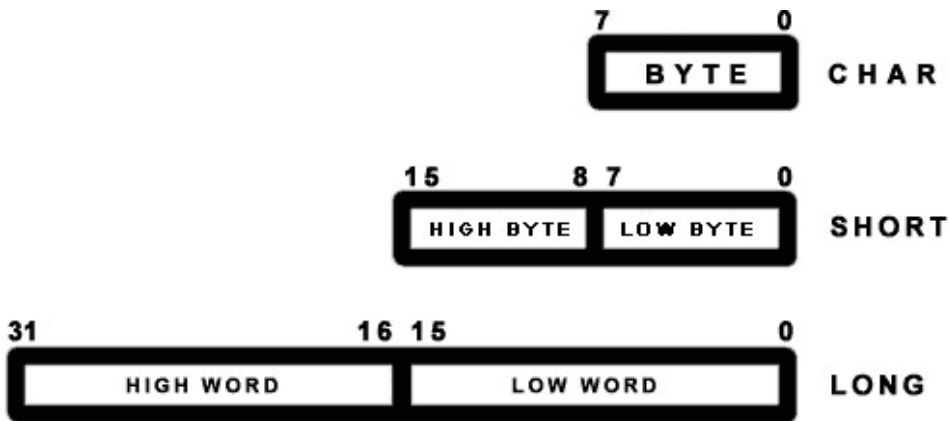 7 0
BYTE CHAR
15 8 7 0
HIGH BYTE LOW BYTE SHORT
31 16 15 0
HIGH WORD LOW WORD LONG